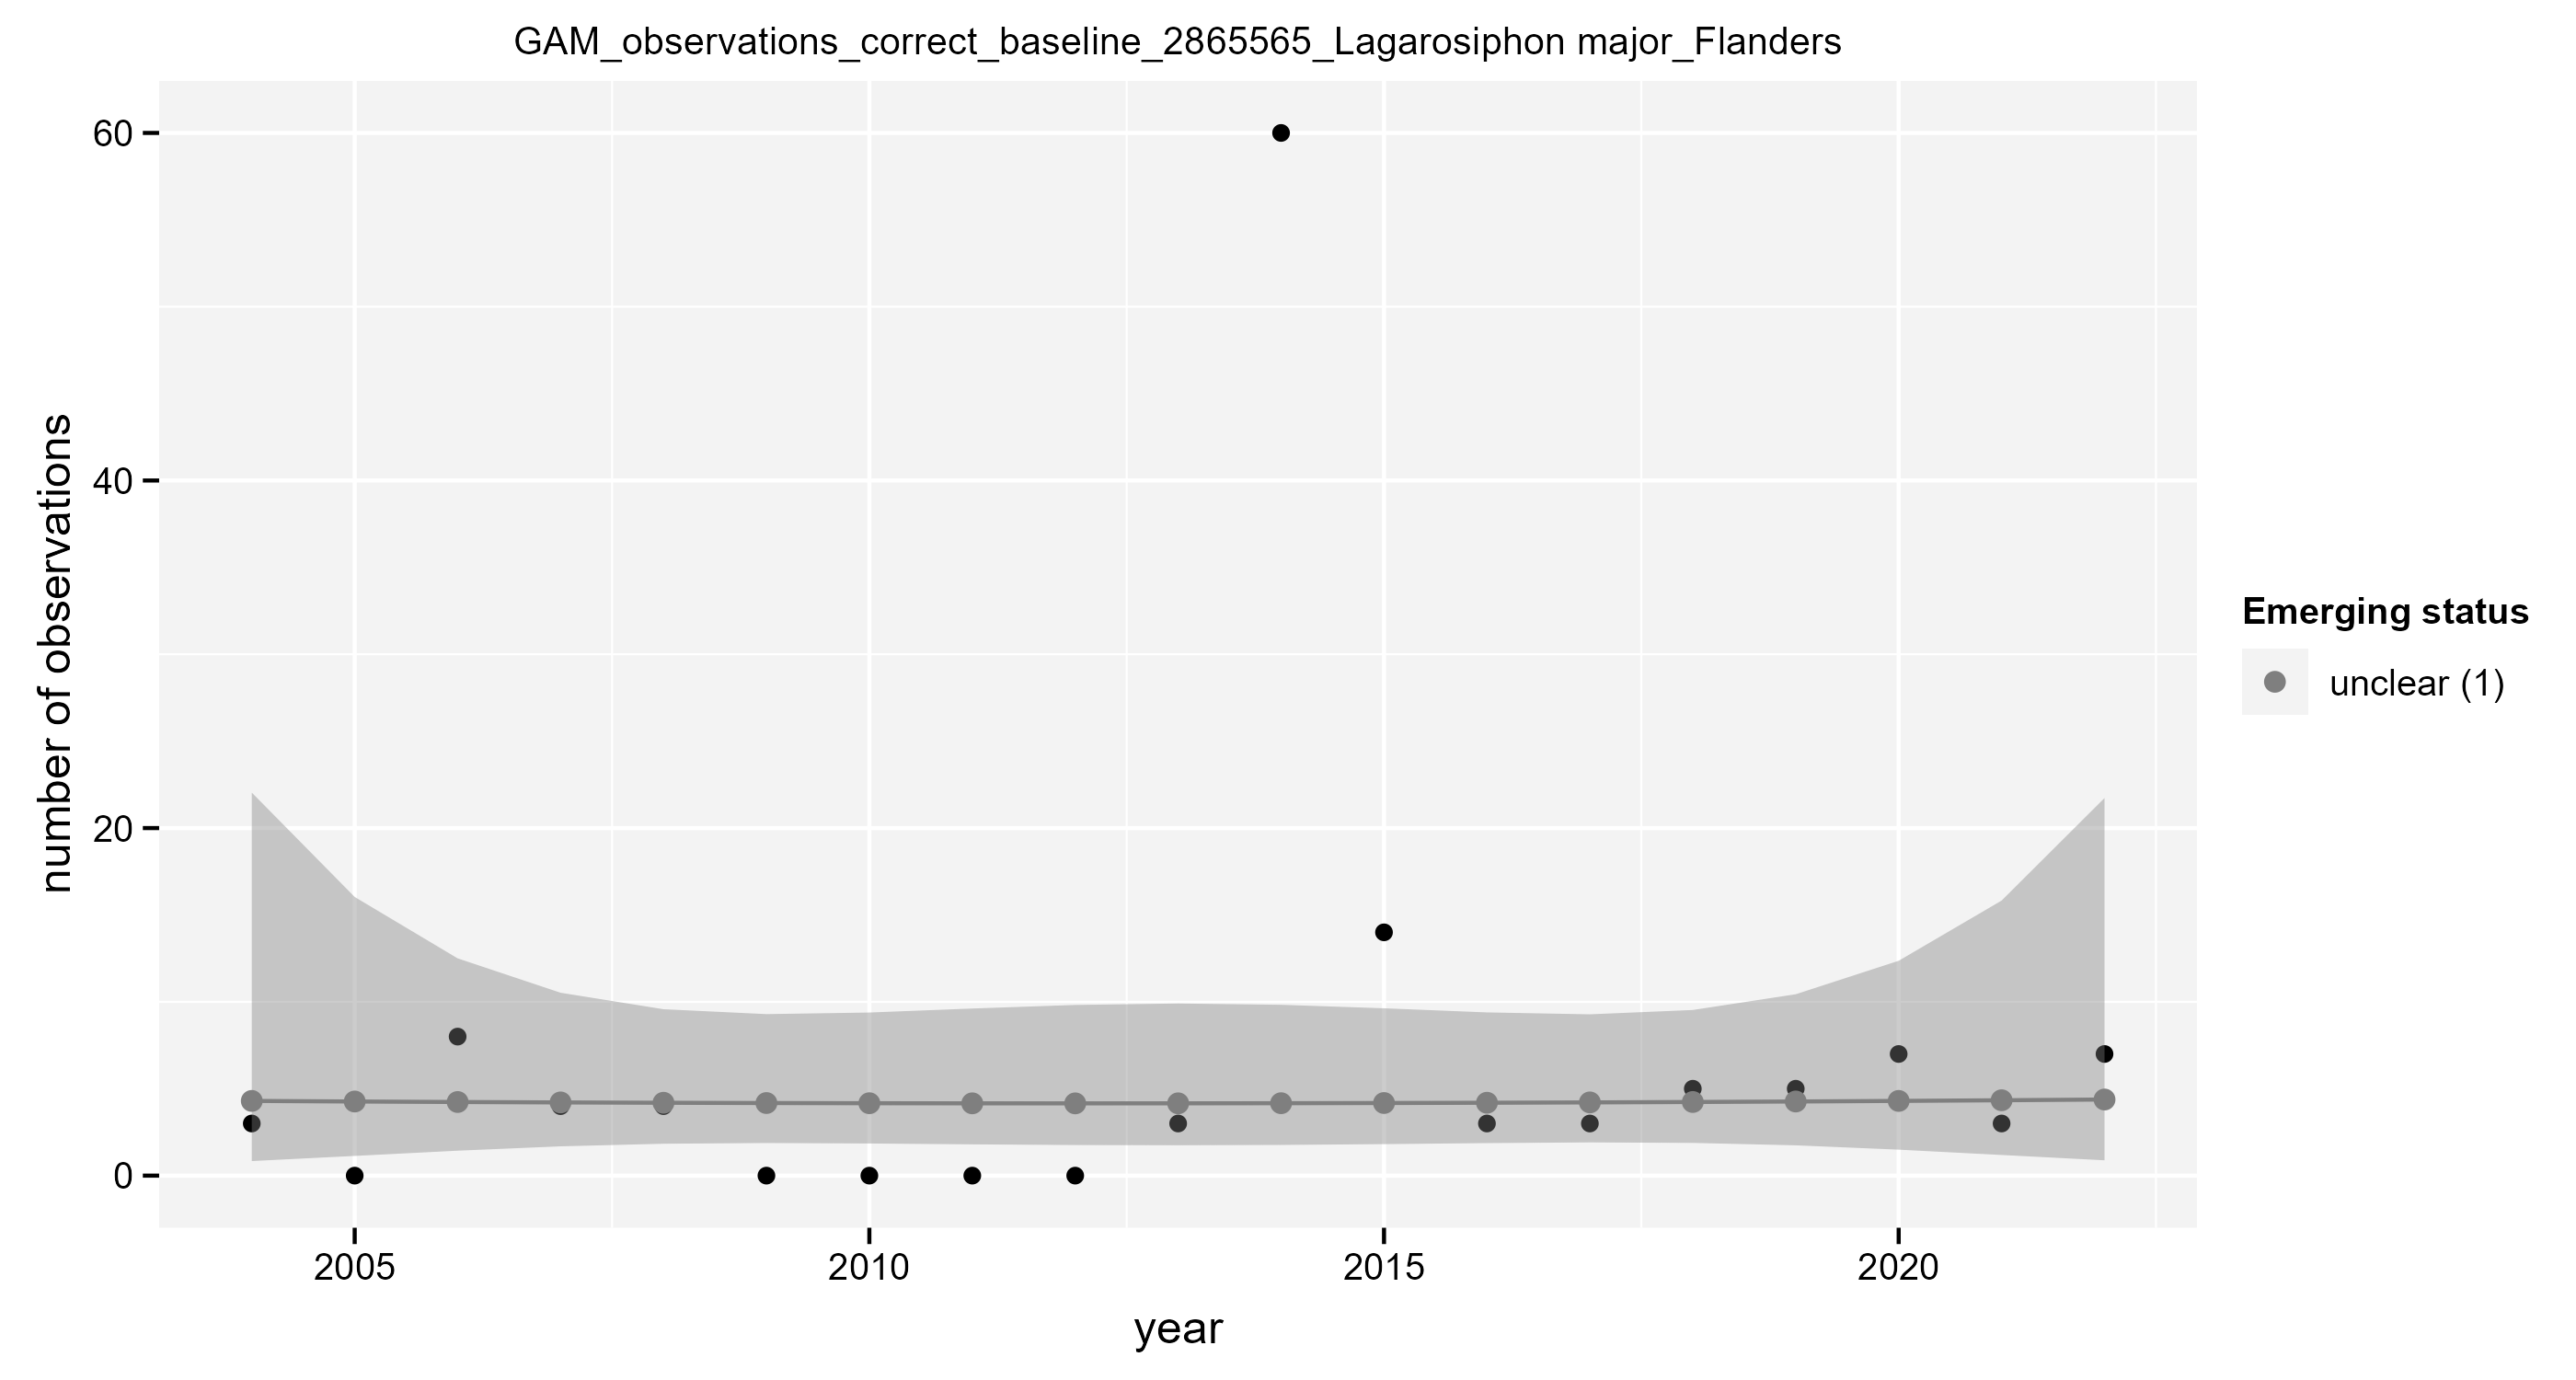 GAM_observations_correct_baseline_2865565_Lagarosiphon major_Flanders
number of observations
60
40
20
0
2005 2010 2015 2020
year
Emerging status
unclear (1)